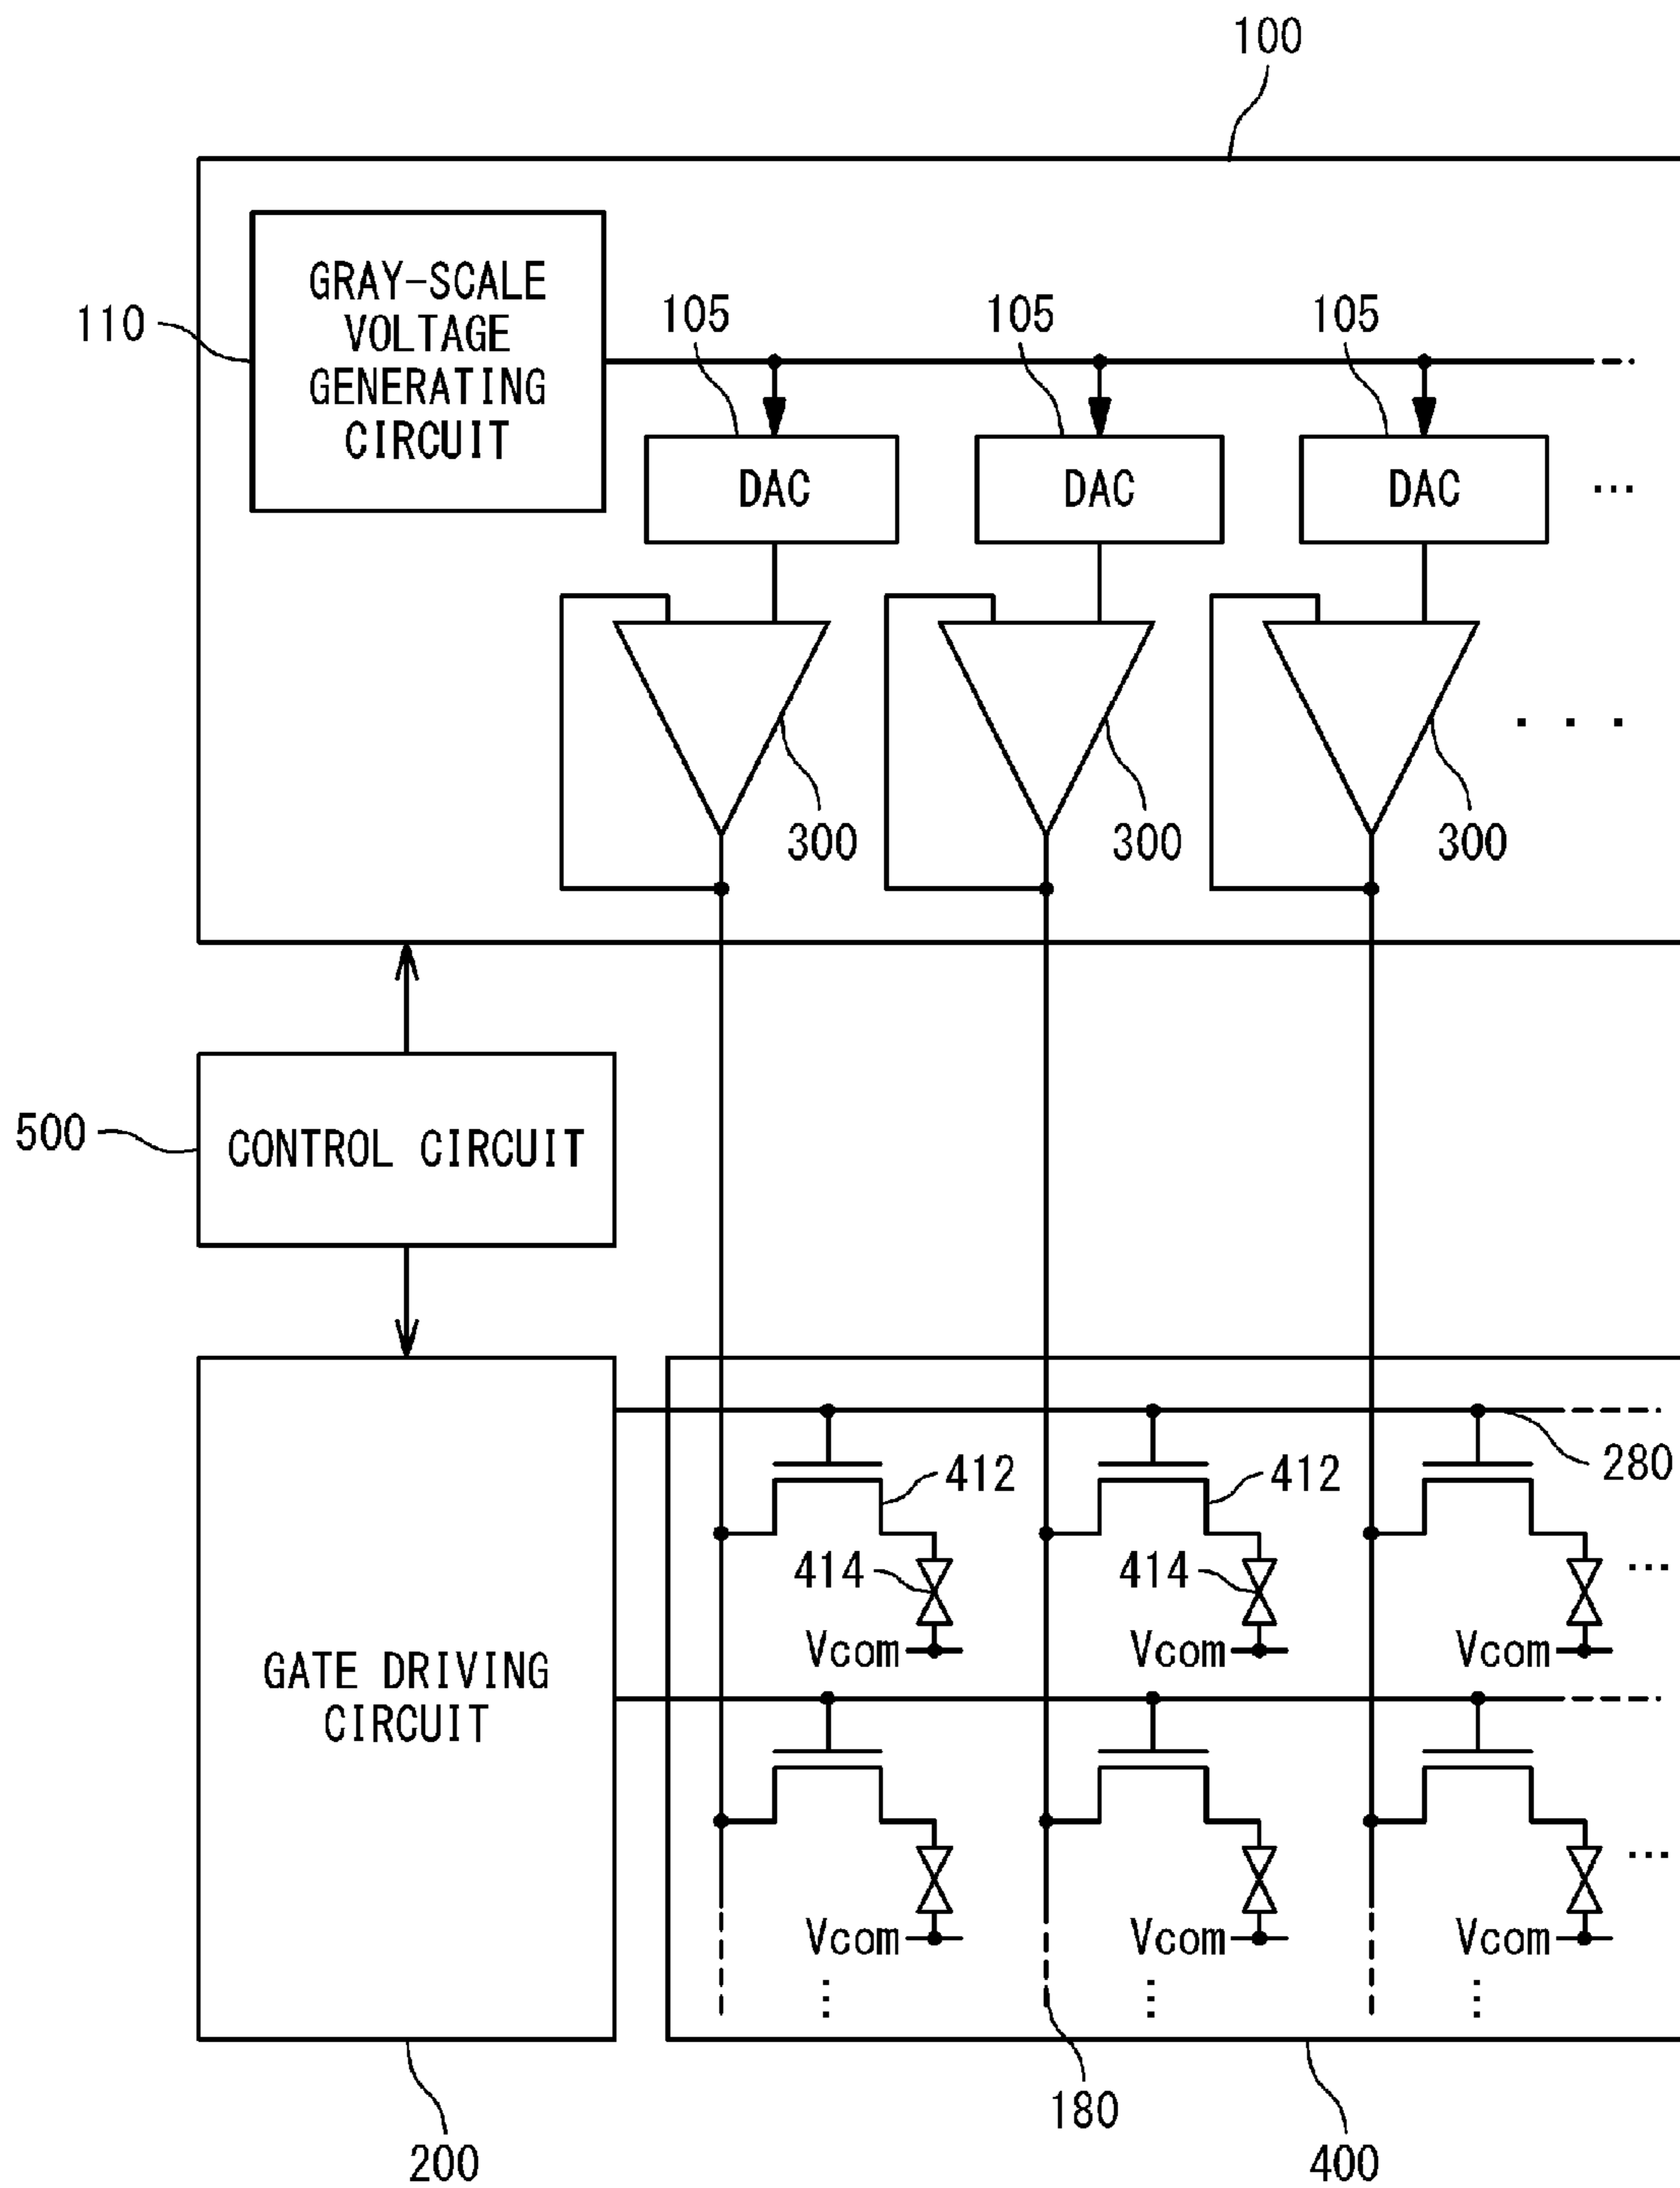 100
GRAY-SCALE
VOLTAGE
GENERATING
CIRCUIT
110
105
105
105
DAC
DAC
DAC
...
. . .
300
300
300
500
CONTROL CIRCUIT
280
412
412
414
414
...
Vcom
Vcom
Vcom
GATE DRIVING
CIRCUIT
...
Vcom
Vcom
Vcom
180
200
400